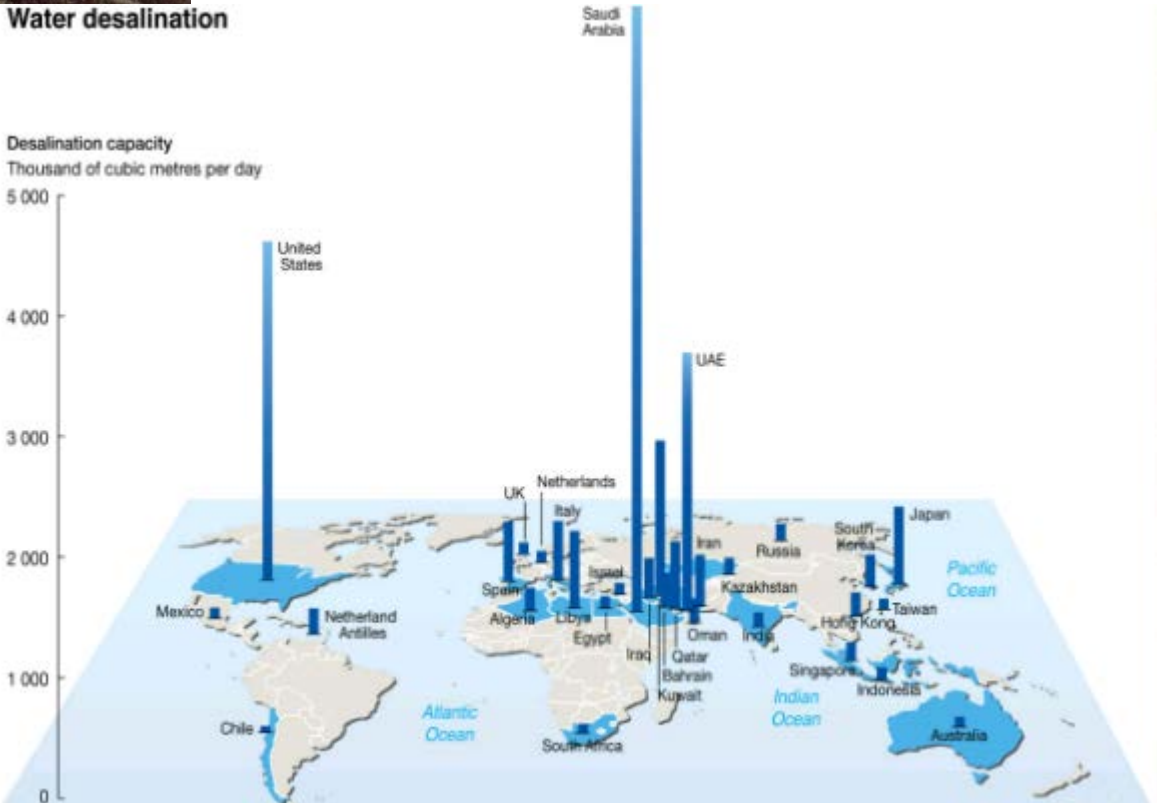 Water desalination
Saudi
Arabia
Desalination capacity
Thousand of cubic metres per day
5 000
United
States
4 000
UAE
3 000
Netherlands
UK
Italy
Japan
South
Korea
Iran
Russia
2 000
Pacific
Ocean
Israel
Spain
Kazakhstan
Mexico
Netherland
Antilles
Algeria
Libya
Taiwan
Hong Kong
Egypt
Oman
India
Iraq
Qatar
Bahrain
Kuwait
Singapore
Indonesia
1 000
Indian
Ocean
Atlantic
Ocean
Chile
South Africa
Australia
0